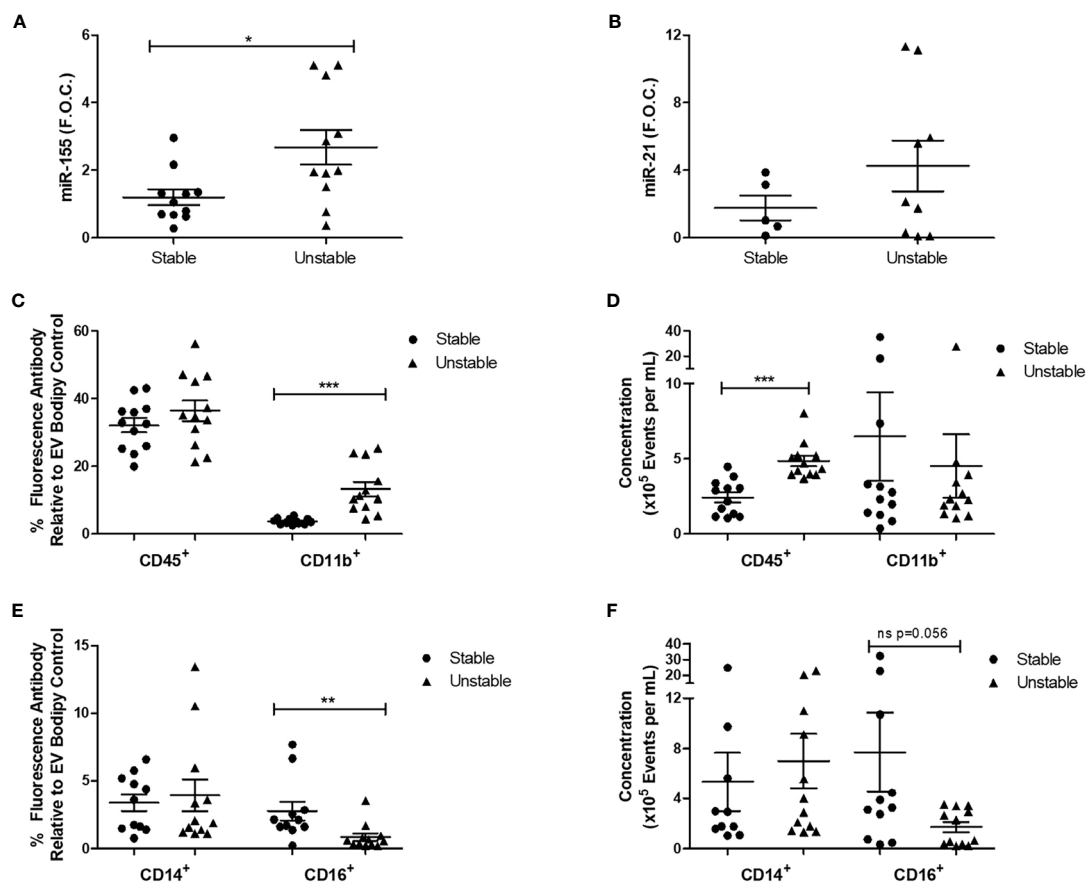 A
miR-155 (F.O.C.)
6
4
2
0
*
Stable
Unstable
B
miR-21 (F.O.C.)
12
8
4
0
Stable
Unstable
C
% Fluorescence Antibody
Relative to EV Bodipy Control
60
40
20
0
***
CD45+
CD11b+
Stable
Unstable
D
Concentration
(x10⁵ Events per mL)
40
20
10
5
0
***
CD45+
CD11b+
Stable
Unstable
E
% Fluorescence Antibody
Relative to EV Bodipy Control
15
10
5
0
**
CD14+
CD16+
Stable
Unstable
F
Concentration
(x10⁵ Events per mL)
40
30
20
12
8
4
0
ns p=0.056
CD14+
CD16+
Stable
Unstable